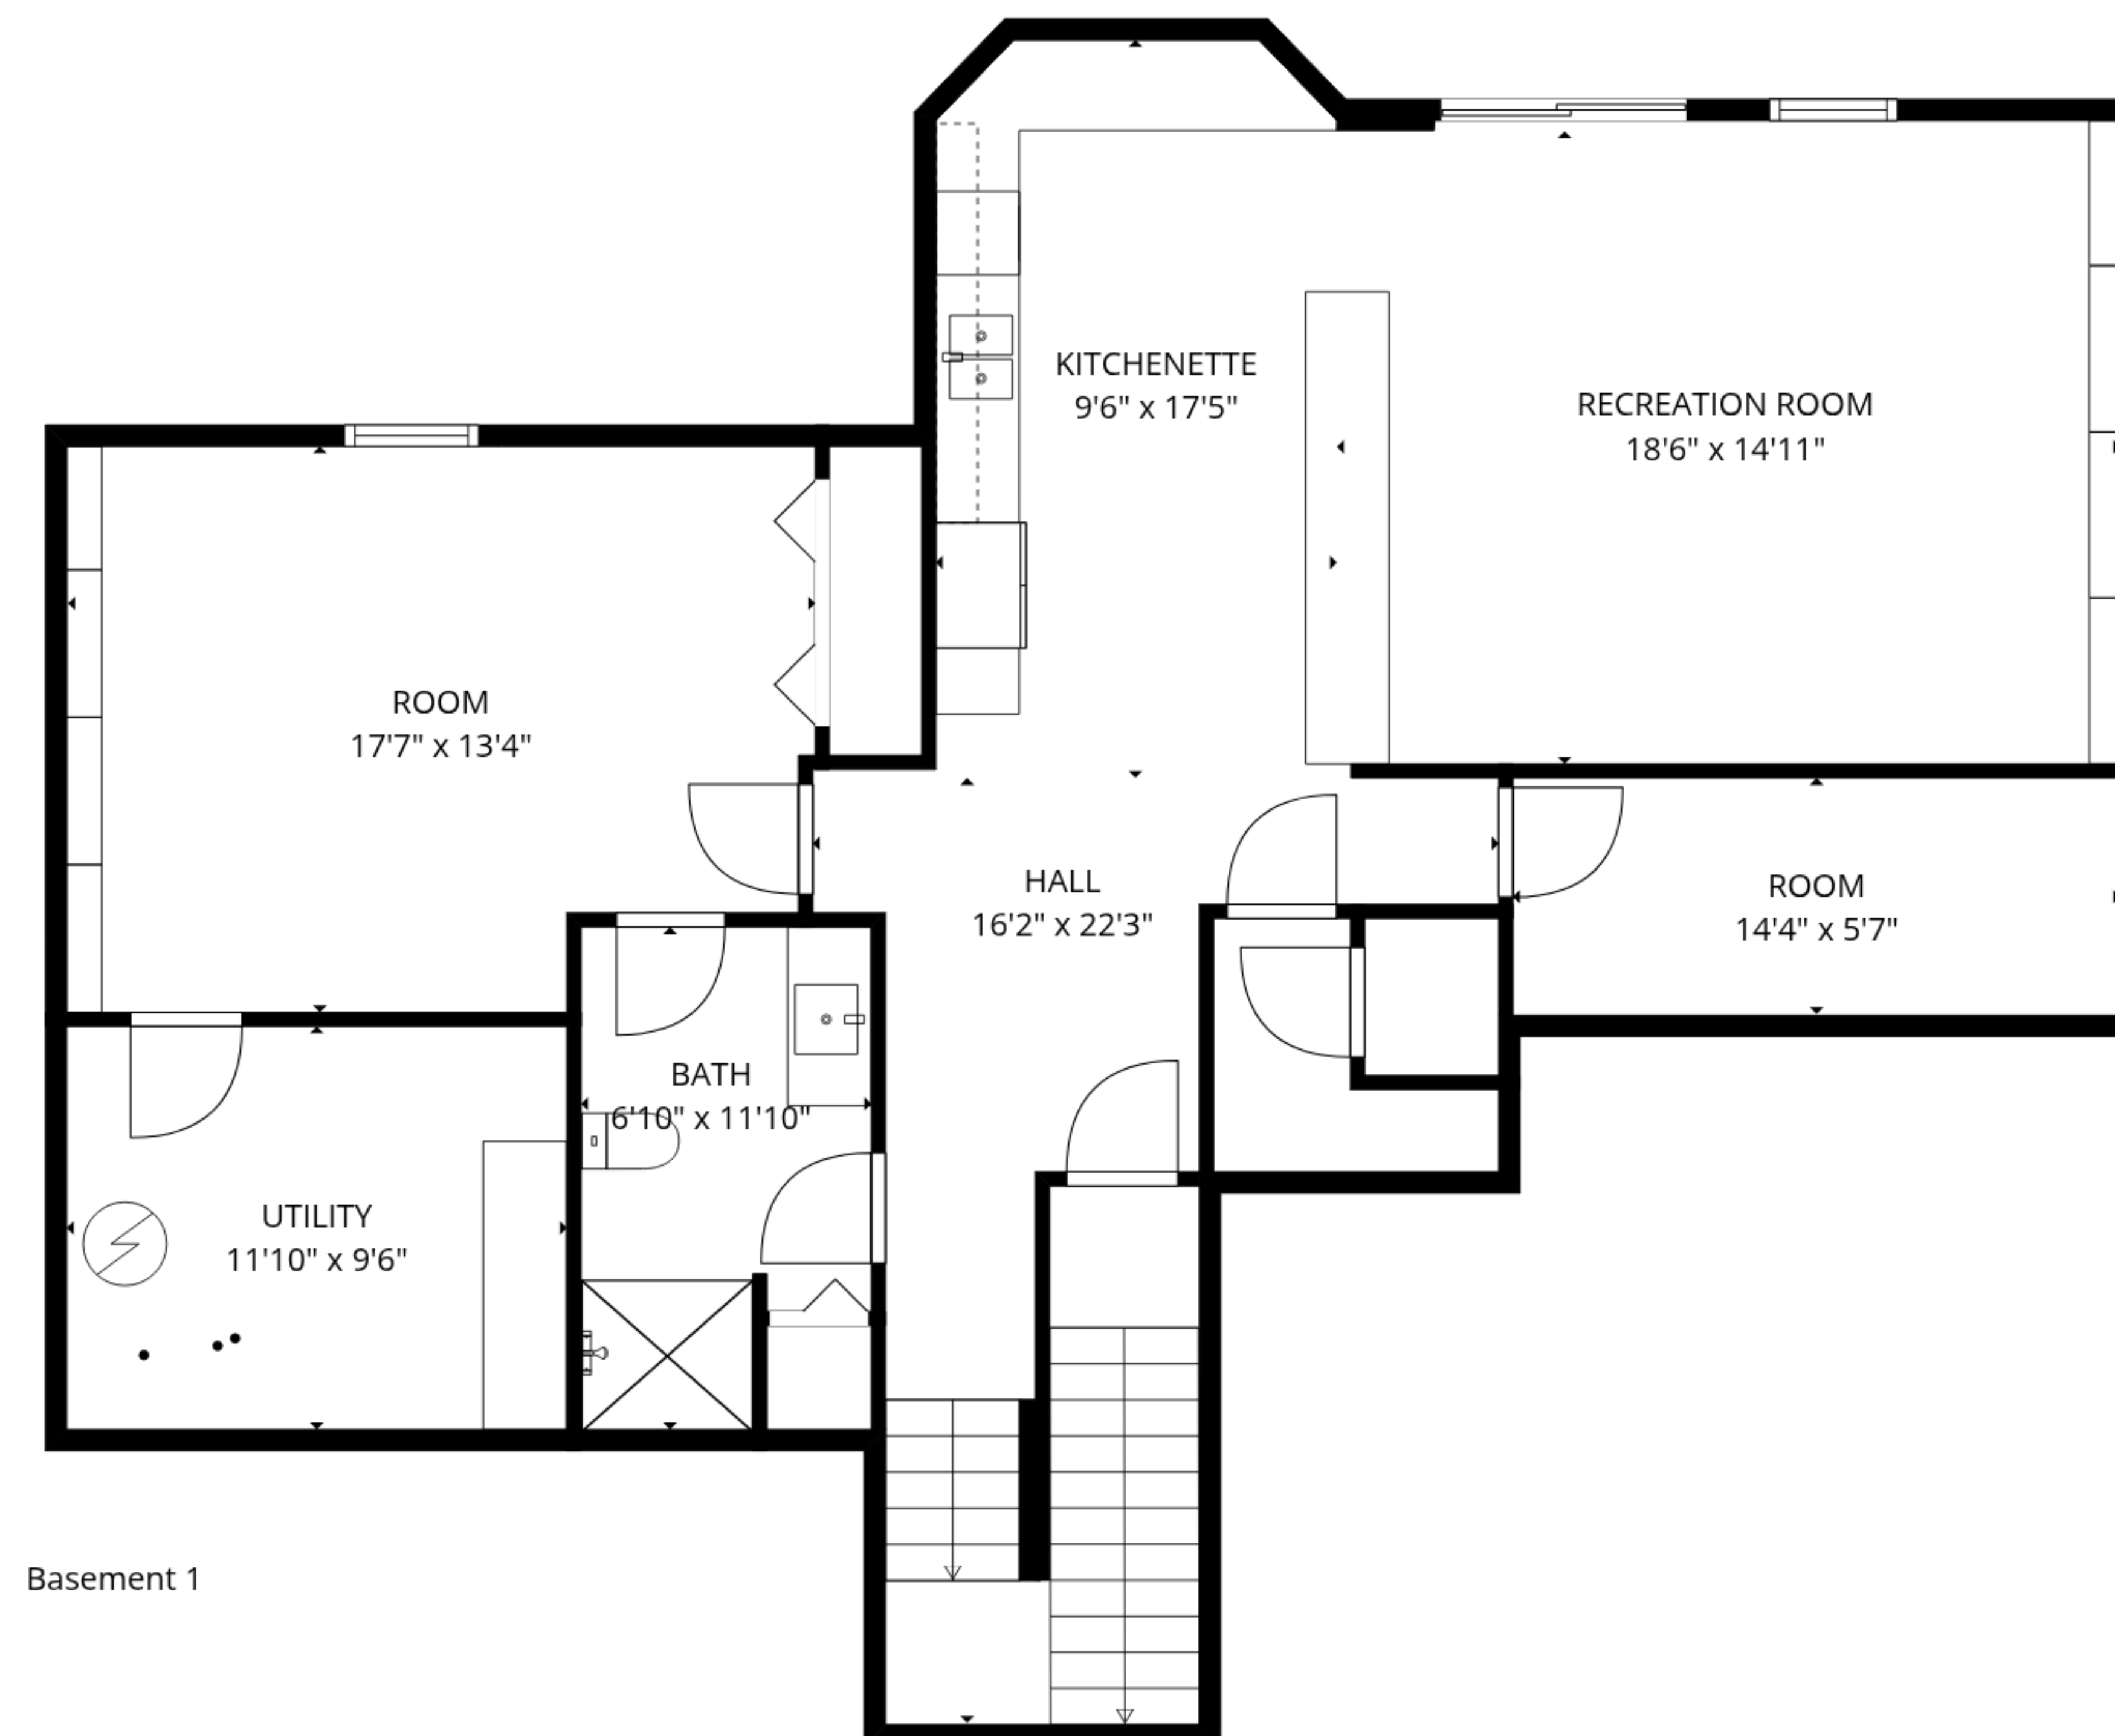 KITCHENETTE
9'6" x 17'5"
RECREATION ROOM
18'6" x 14'11"
ROOM
17'7" x 13'4"
HALL
16'2" x 22'3"
ROOM
14'4" x 5'7"
BATH
6'10" x 11'10"
UTILITY
11'10" x 9'6"
Basement 1